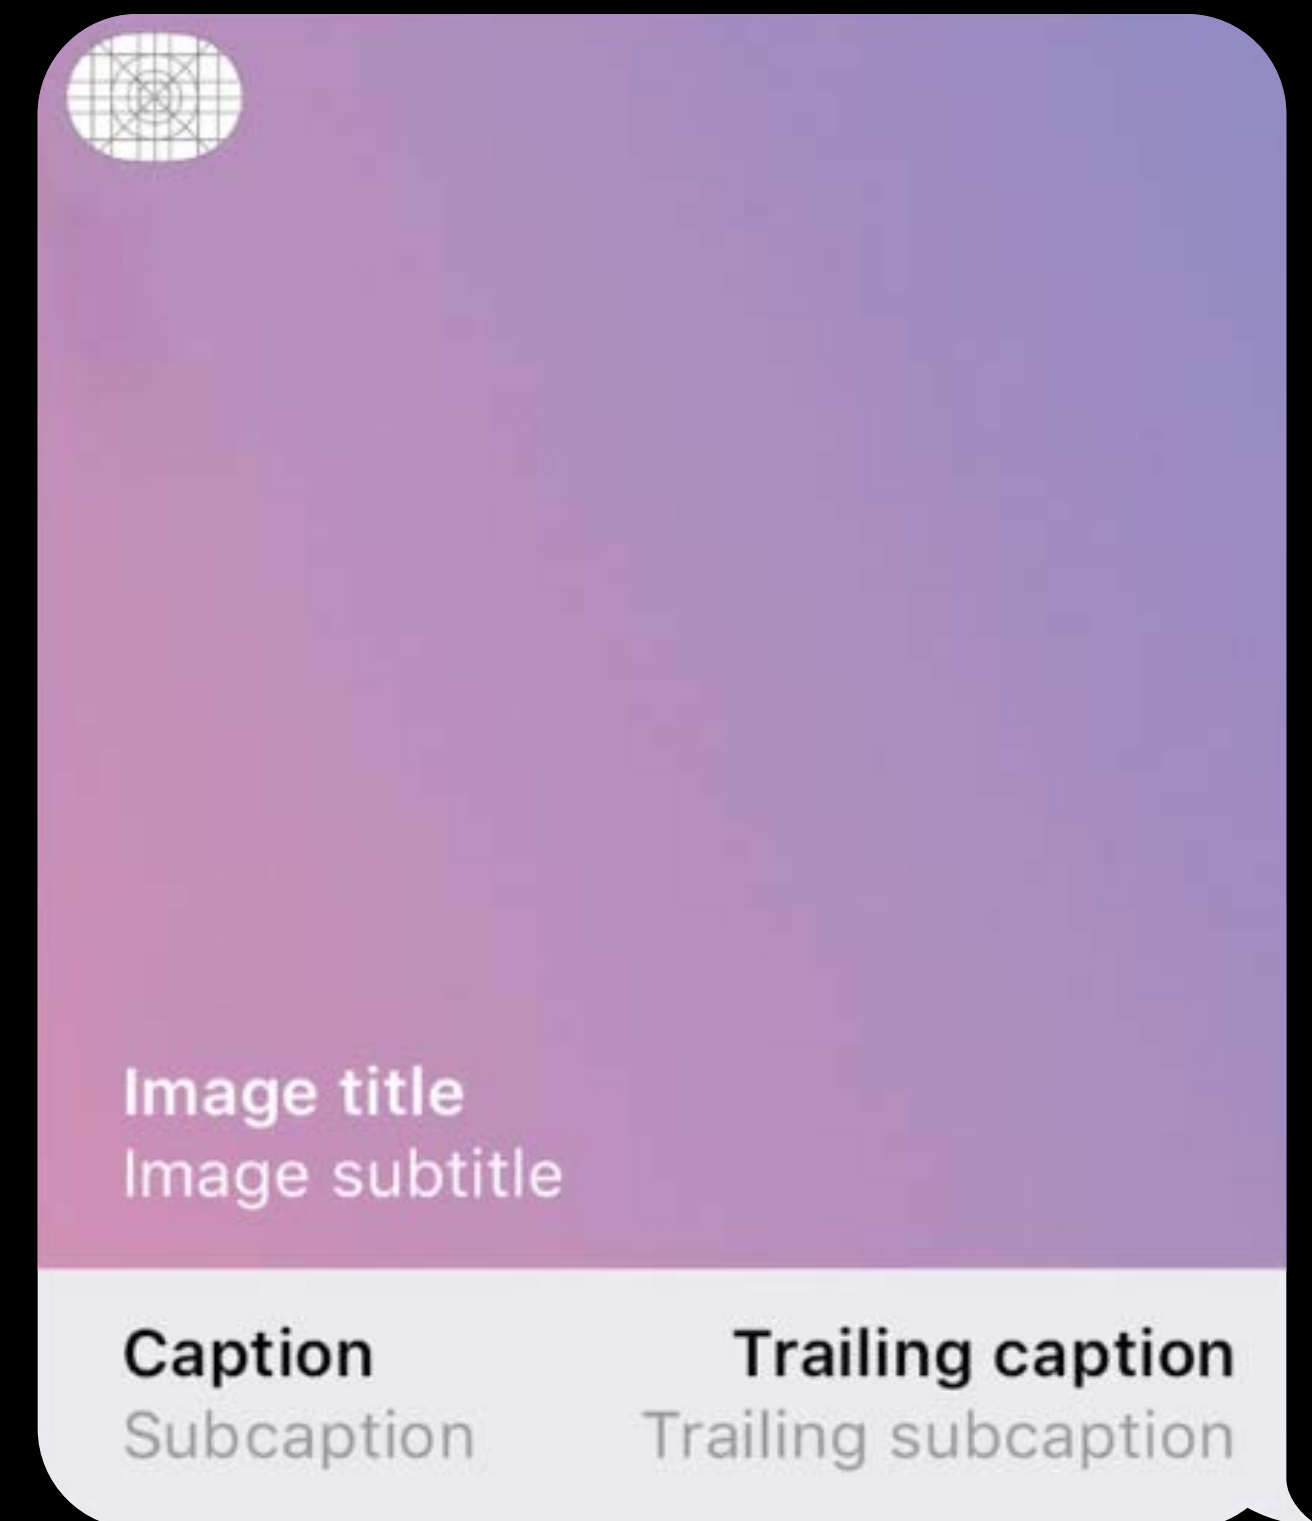 Image title
Image subtitle
Caption
Trailing caption
Subcaption
Trailing subcaption